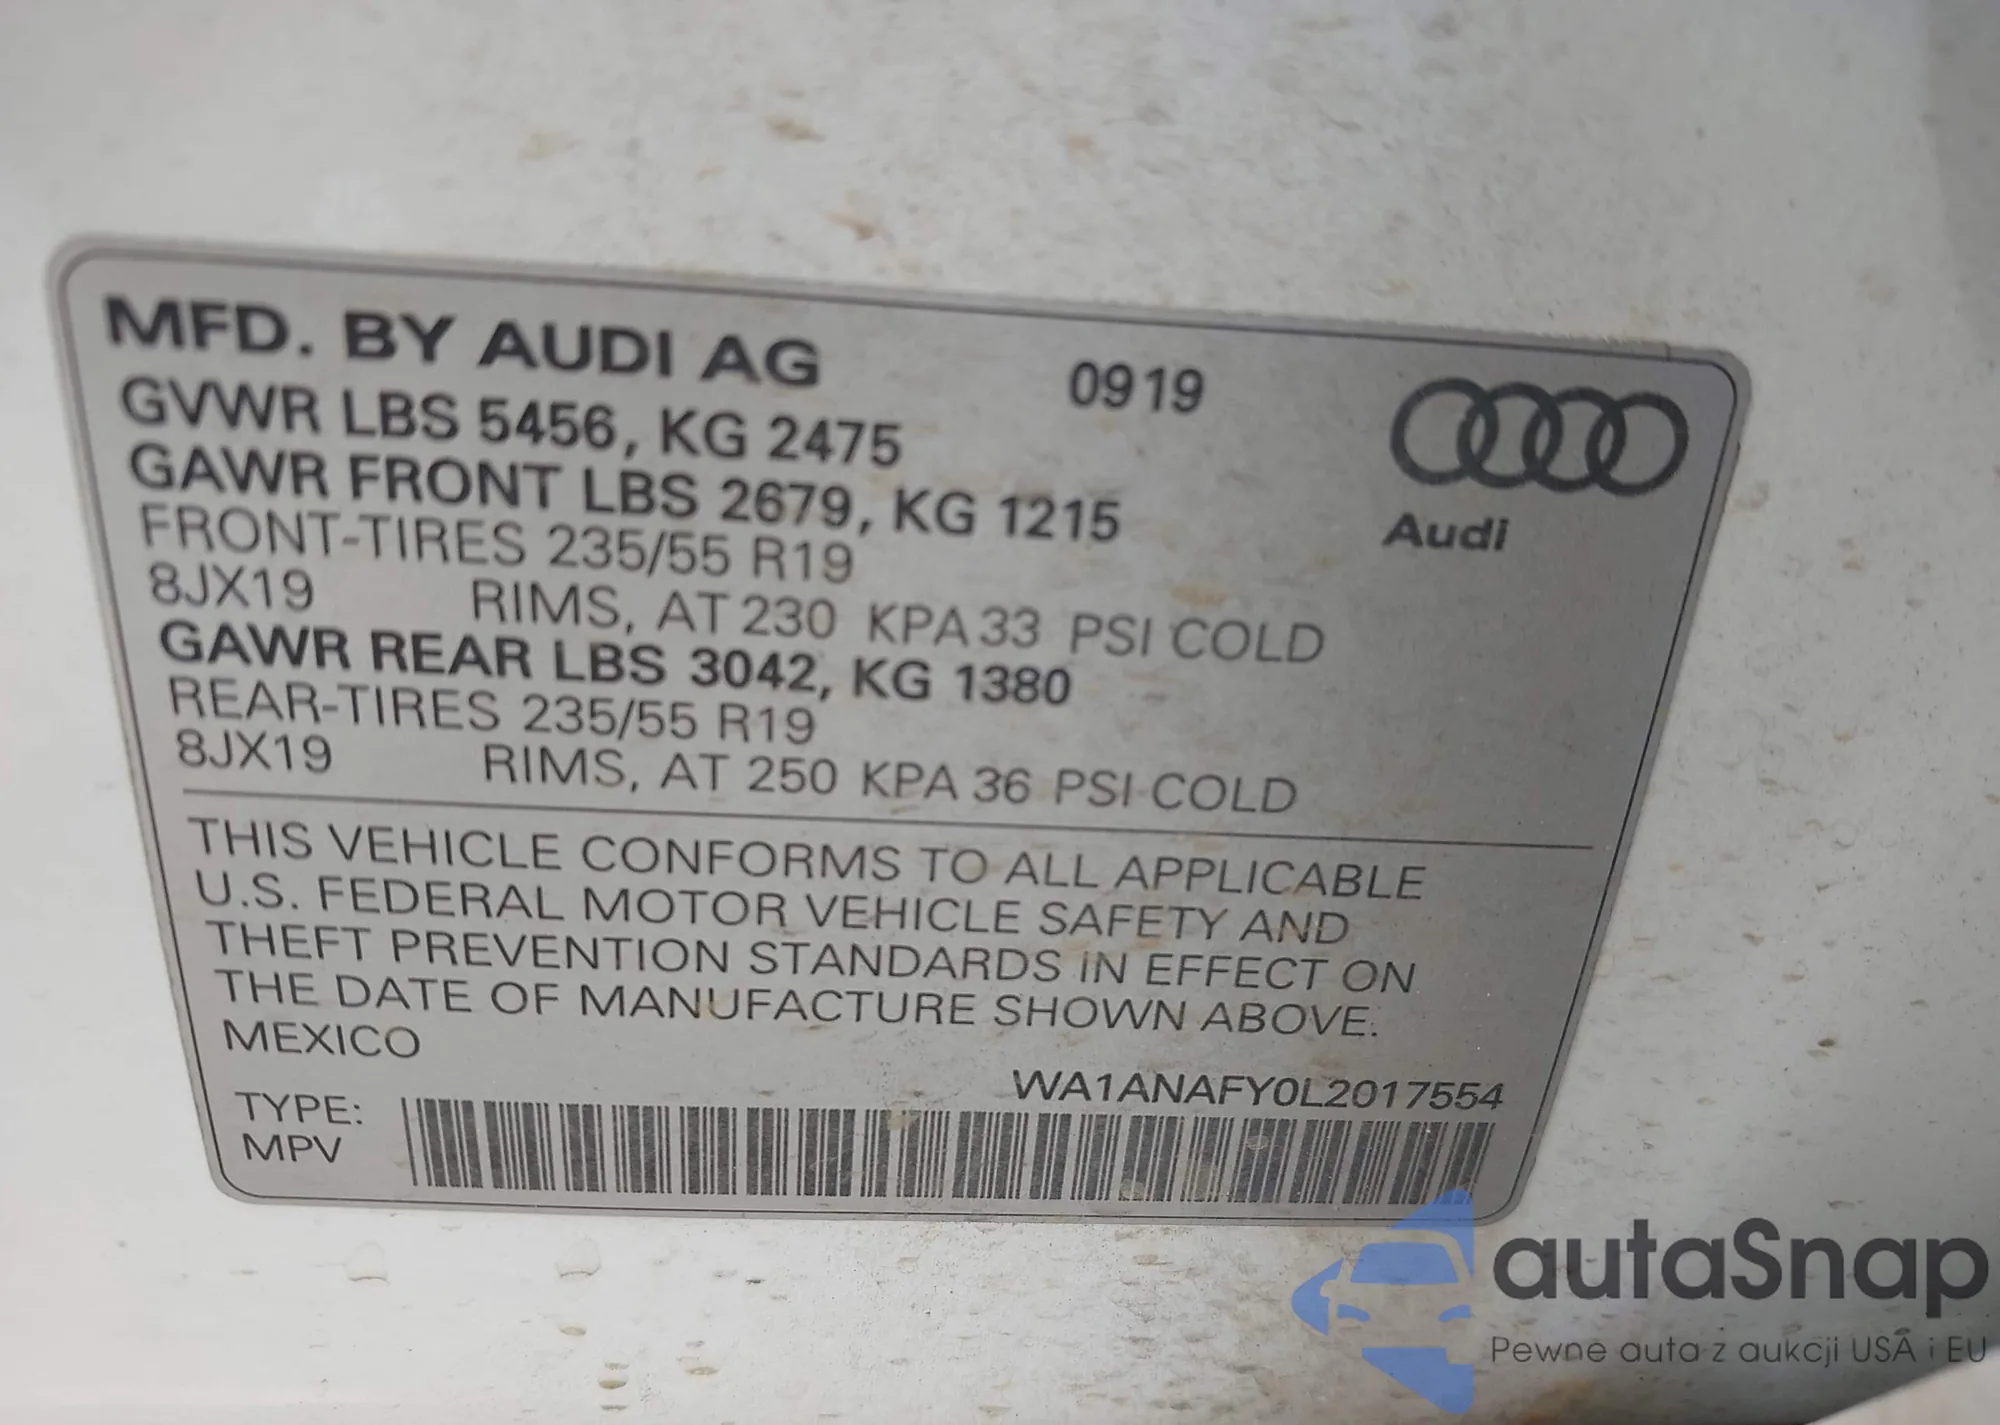 MFD. BY AUDI AG 0919
GVWR LBS 5456, KG 2475
GAWR FRONT LBS 2679, KG 1215
Audi
FRONT-TIRES 235/55 R19
8JX19 RIMS, AT 230 KPA 33 PSI COLD
GAWR REAR LBS 3042, KG 1380
REAR-TIRES 235/55 R19
8JX19 RIMS, AT 250 KPA 36 PSI COLD
THIS VEHICLE CONFORMS TO ALL APPLICABLE
U.S. FEDERAL MOTOR VEHICLE SAFETY AND
THEFT PREVENTION STANDARDS IN EFFECT ON
THE DATE OF MANUFACTURE SHOWN ABOVE.
MEXICO
WA1ANAFY0L2017554
TYPE:
MPV
autaSnap
Pewne auta z aukcji USA i EU